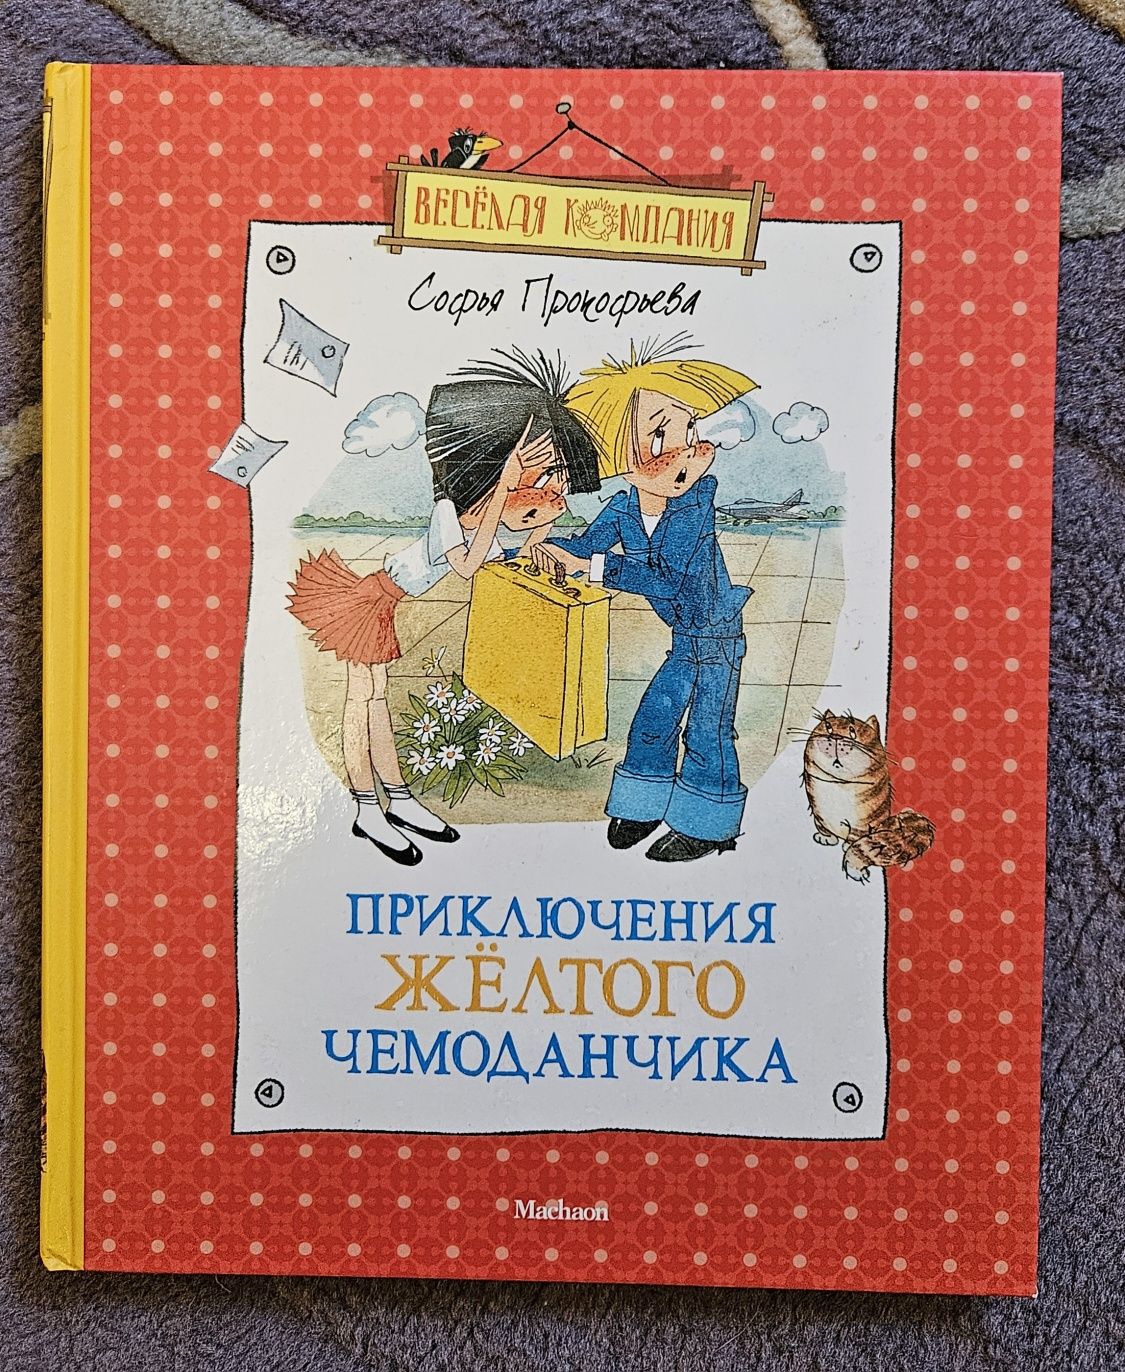 ВЕСЁЛАЯ КОМПАНИЯ
Софья Прокофьева
ПРИКЛЮЧЕНИЯ
ЖЁЛТОГО
ЧЕМОДАНЧИКА
Machaon